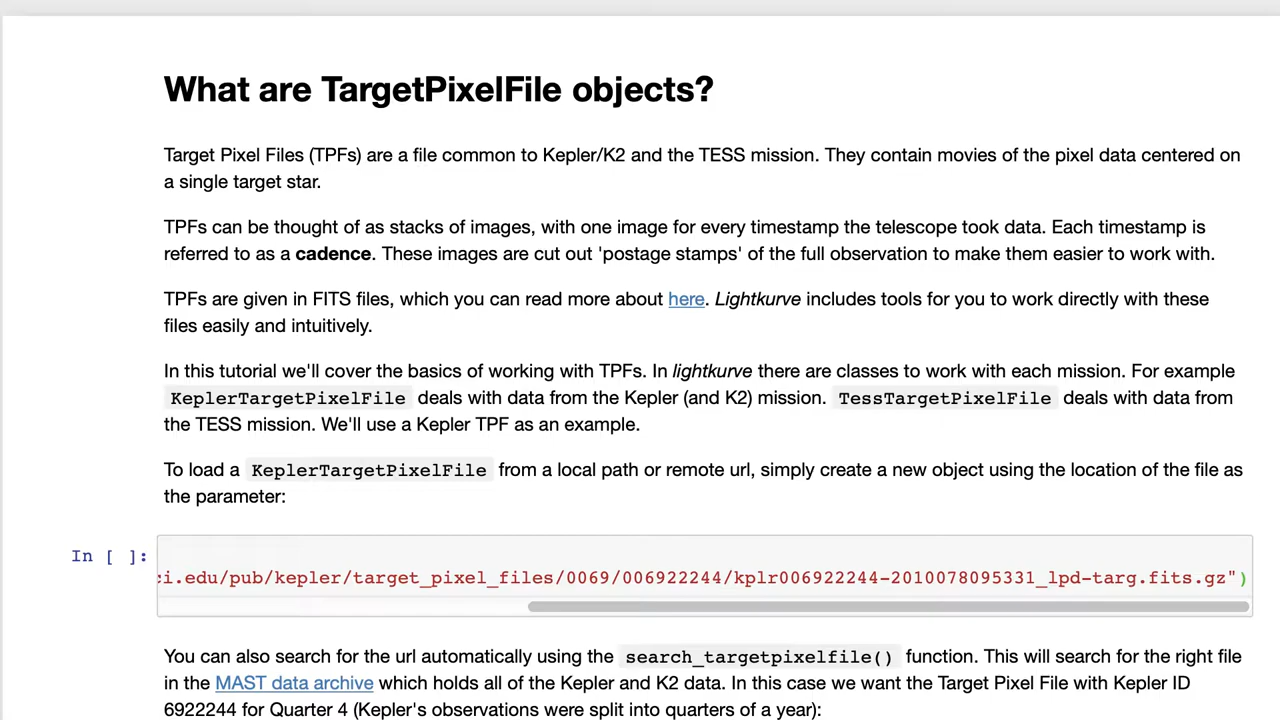 What are TargetPixelFile objects?
Target Pixel Files (TPFs) are a file common to Kepler/K2 and the TESS mission. They contain movies of the pixel data centered on
a single target star.
TPFs can be thought of as stacks of images, with one image for every timestamp the telescope took data. Each timestamp is
referred to as a cadence. These images are cut out 'postage stamps' of the full observation to make them easier to work with.
TPFs are given in FITS files, which you can read more about here. Lightkurve includes tools for you to work directly with these
files easily and intuitively.
In this tutorial we'll cover the basics of working with TPFs. In lightkurve there are classes to work with each mission. For example
KeplerTargetPixelFile deals with data from the Kepler (and K2) mission. TessTargetPixelFile deals with data from
the TESS mission. We'll use a Kepler TPF as an example.
To load a KeplerTargetPixelFile from a local path or remote url, simply create a new object using the location of the file as
the parameter:
In [ ]:
ci.edu/pub/kepler/target_pixel_files/0069/006922244/kplr006922244-2010078095331_lpd-targ.fits.gz")
You can also search for the url automatically using the search_targetpixelfile() function. This will search for the right file
in the MAST data archive which holds all of the Kepler and K2 data. In this case we want the Target Pixel File with Kepler ID
6922244 for Quarter 4 (Kepler's observations were split into quarters of a year):